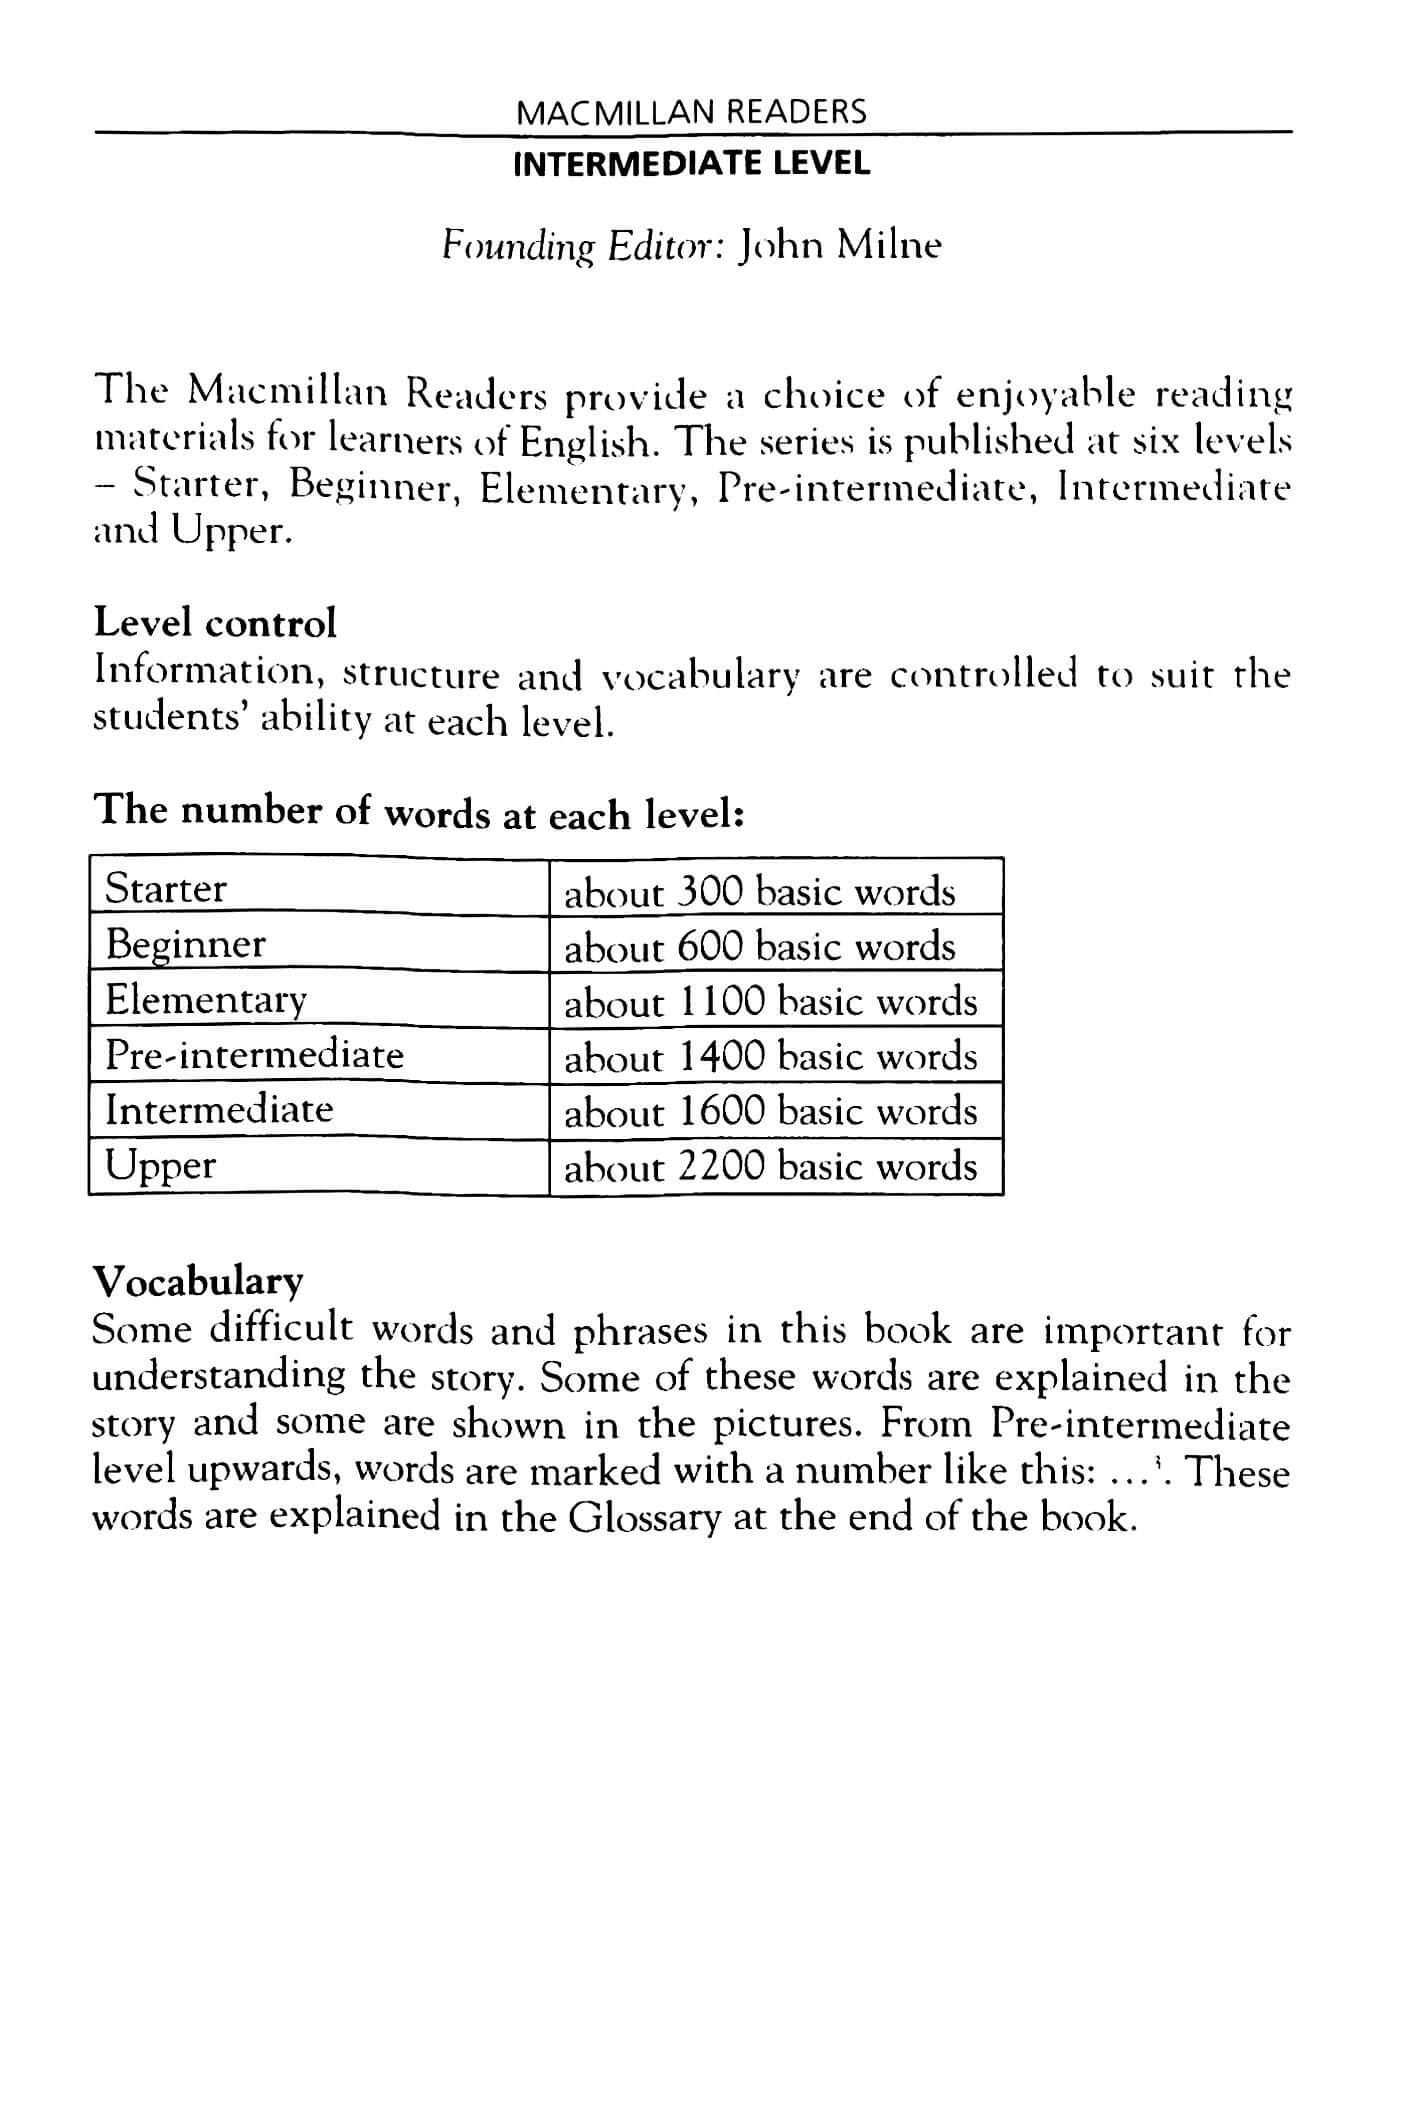 MACMILLAN READERS
INTERMEDIATE LEVEL
Founding Editor: John Milne
The Macmillan Readers provide a choice of enjoyable reading
materials for learners of English. The series is published at six levels
– Starter, Beginner, Elementary, Pre-intermediate, Intermediate
and Upper.
Level control
Information, structure and vocabulary are controlled to suit the
students’ ability at each level.
The number of words at each level:
Starter about 300 basic words
Beginner about 600 basic words
Elementary about 1100 basic words
Pre-intermediate about 1400 basic words
Intermediate about 1600 basic words
Upper about 2200 basic words
Vocabulary
Some difficult words and phrases in this book are important for
understanding the story. Some of these words are explained in the
story and some are shown in the pictures. From Pre-intermediate
level upwards, words are marked with a number like this: ...³. These
words are explained in the Glossary at the end of the book.